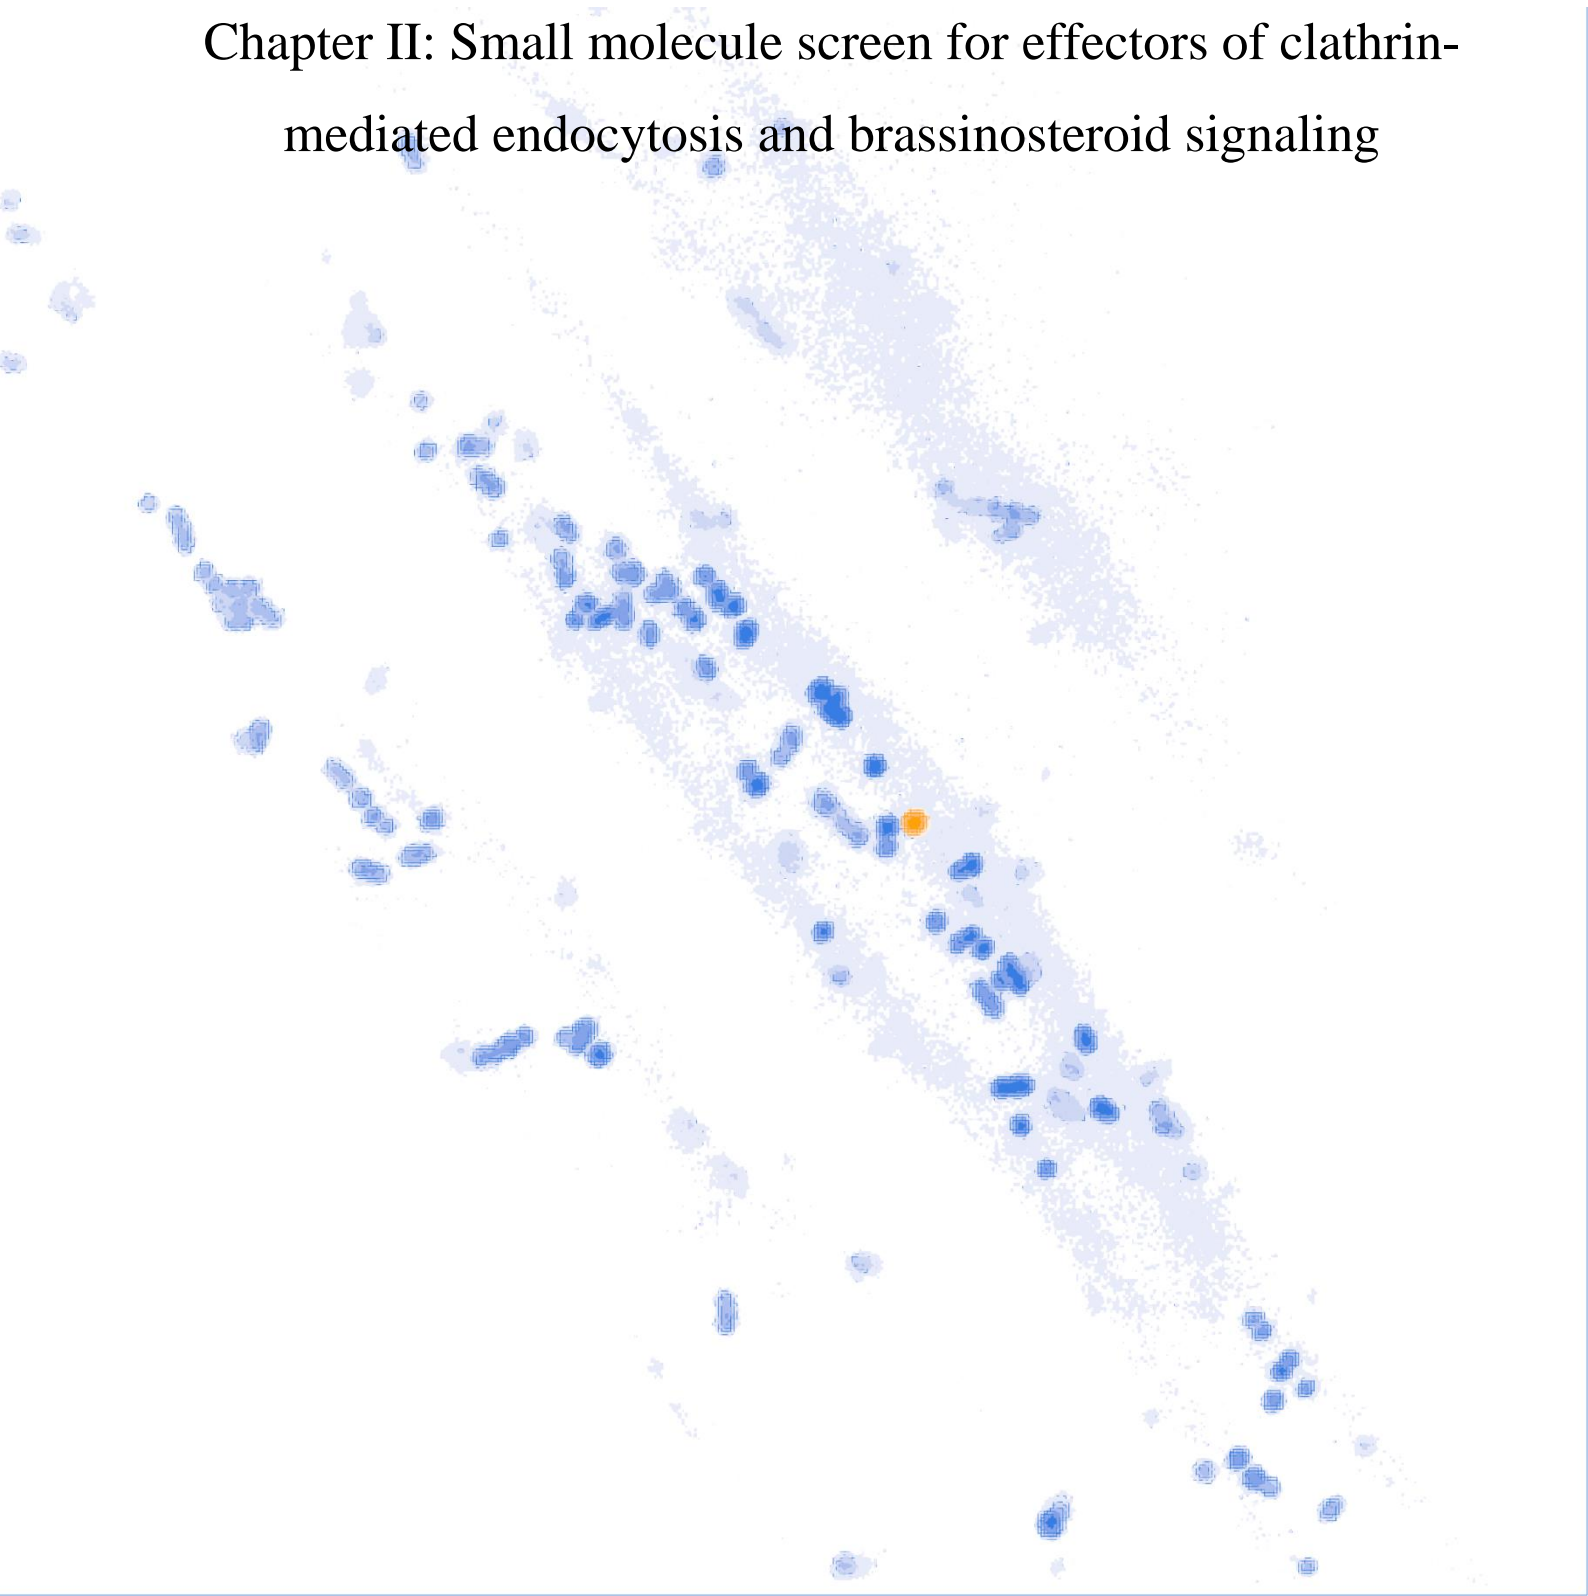 Chapter II: Small molecule screen for effectors of clathrin-
mediated endocytosis and brassinosteroid signaling